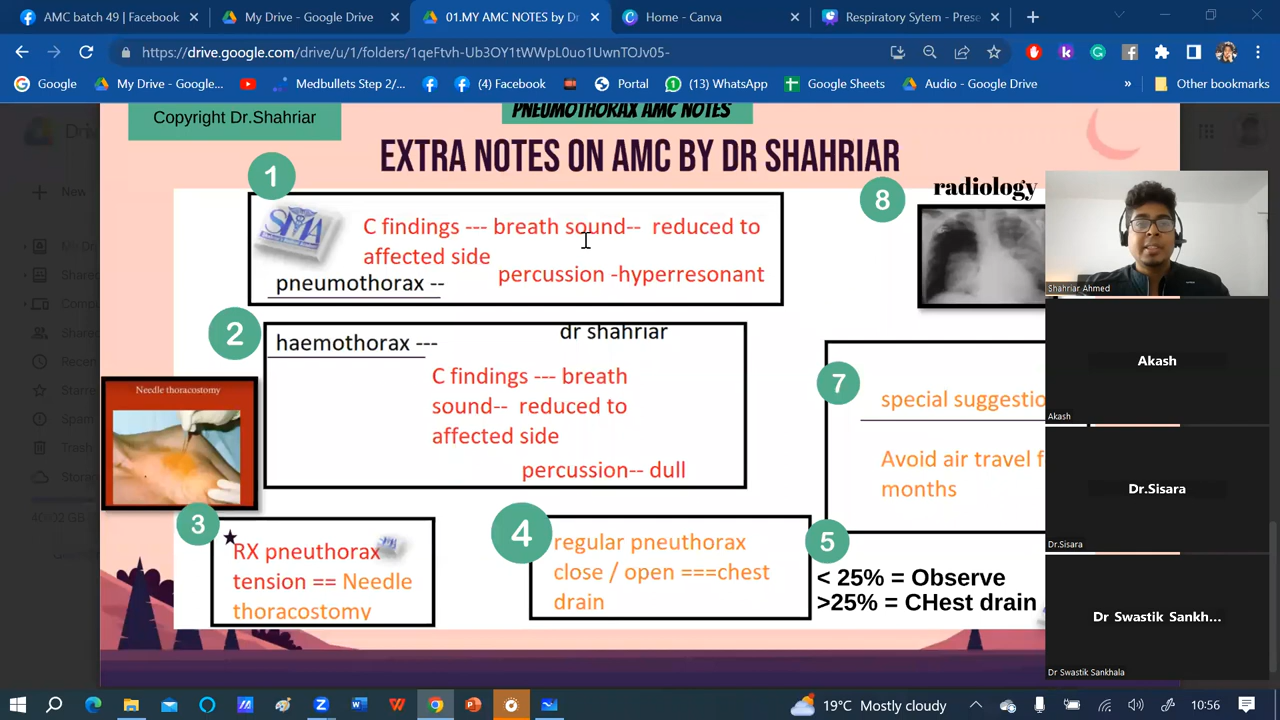 AMC batch 49 | Facebook
My Drive - Google Drive
01.MY AMC NOTES by Dr
Home - Canva
Respiratory Sytem - Prese
https://drive.google.com/drive/u/1/folders/1qeFtvh-Ub3OY1tWWpL0uo1UwnTOJv05-
Google
My Drive - Google...
Medbullets Step 2/...
(4) Facebook
Portal
(13) WhatsApp
Google Sheets
Audio - Google Dri...
»
Other bookmarks
Copyright Dr.Shahriar
PNEUMOTHORAX AMC NOTES
EXTRA NOTES ON AMC BY DR SHAHRIAR
1
C findings --- breath sound-- reduced to
affected side
percussion -hyperresonant
pneumothorax --
2
haemothorax ---
dr shahriar
C findings --- breath
sound-- reduced to
affected side
percussion-- dull
Needle thoracostomy
3
RX pneuthorax
tension == Needle
thoracostomy
4
regular pneuthorax
close / open ===chest
drain
5
< 25% = Observe
>25% = CHest drain
7
special suggestio
Avoid air travel f
months
8
radiology
New
Shahriar Ahmed
Akash
Akash
Dr.Sisara
Dr.Sisara
Dr Swastik Sankh...
Dr Swastik Sankhala
19°C Mostly cloudy
10:56